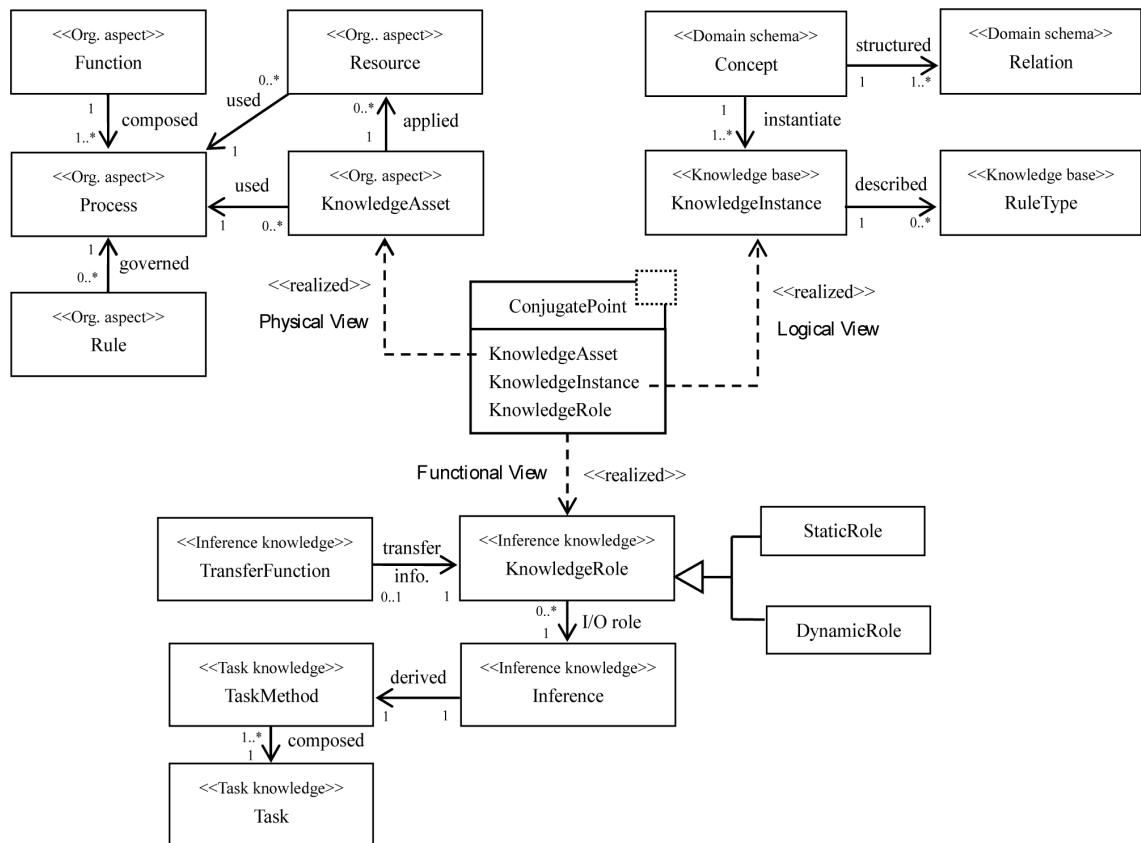 <<Org. aspect>>
Function
<<Org.. aspect>>
Resource
<<Domain schema>>
Concept
structured
1
1..*
<<Domain schema>>
Relation
1
composed
1..*
0..*
used
1
0..*
applied
1
1
instantiate
1..*
<<Org. aspect>>
Process
used
1
0..*
<<Org. aspect>>
KnowledgeAsset
<<Knowledge base>>
KnowledgeInstance
described
1
0..*
<<Knowledge base>>
RuleType
1
governed
0..*
<<Org. aspect>>
Rule
<<realized>>
Physical View
ConjugatePoint
KnowledgeAsset
KnowledgeInstance
KnowledgeRole
<<realized>>
Logical View
Functional View
<<realized>>
<<Inference knowledge>>
TransferFunction
transfer
info.
0..1
1
<<Inference knowledge>>
KnowledgeRole
StaticRole
DynamicRole
0..*
I/O role
1
<<Task knowledge>>
TaskMethod
derived
1
1
<<Inference knowledge>>
Inference
1..*
composed
1
<<Task knowledge>>
Task